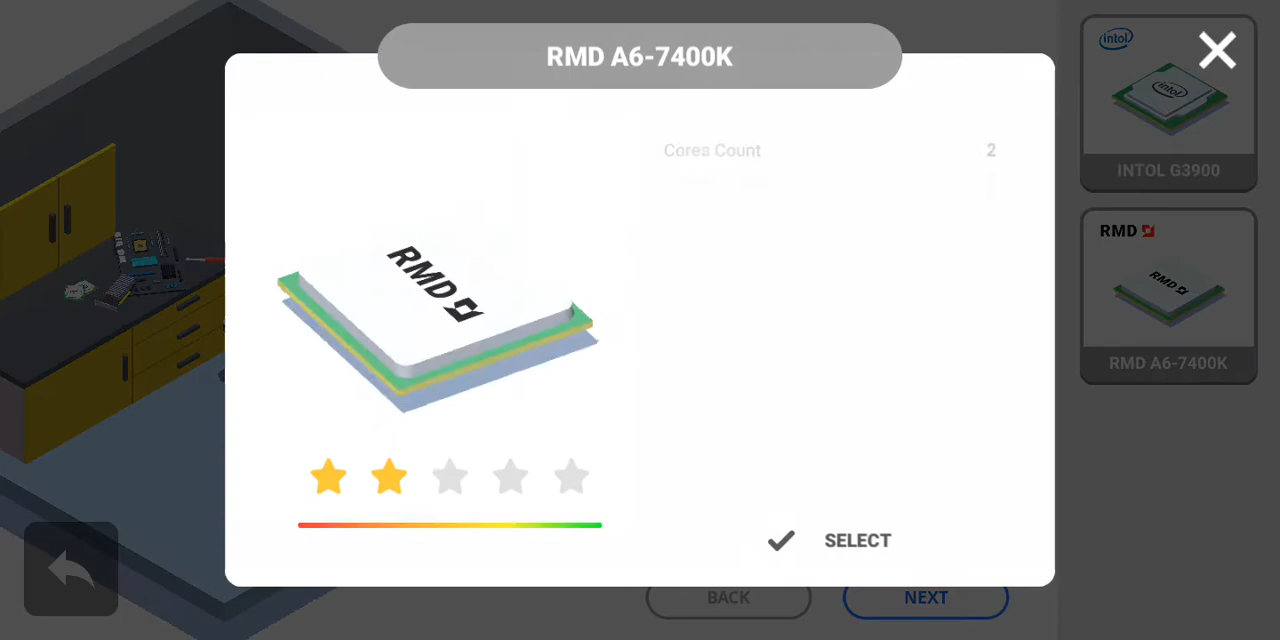 RMD A6-7400K
Cores Count 2
RMD
SELECT
BACK
NEXT
intol
intol
INTOL G3900
RMD
RMD
RMD A6-7400K